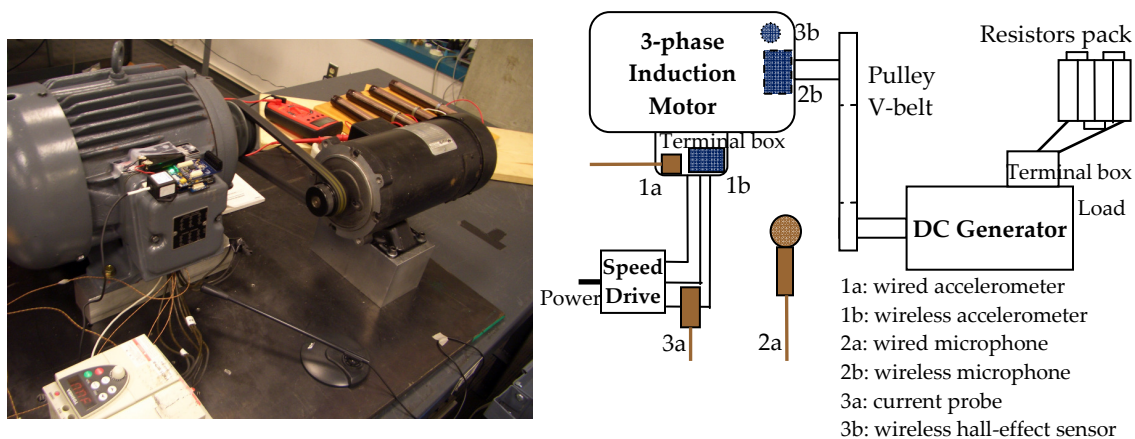 3-phase
Induction
Motor
3b
2b
Terminal box
1a
1b
Pulley
V-belt
Resistors pack
Terminal box
Load
DC Generator
Speed
Drive
Power
3a
2a
1a: wired accelerometer
1b: wireless accelerometer
2a: wired microphone
2b: wireless microphone
3a: current probe
3b: wireless hall-effect sensor